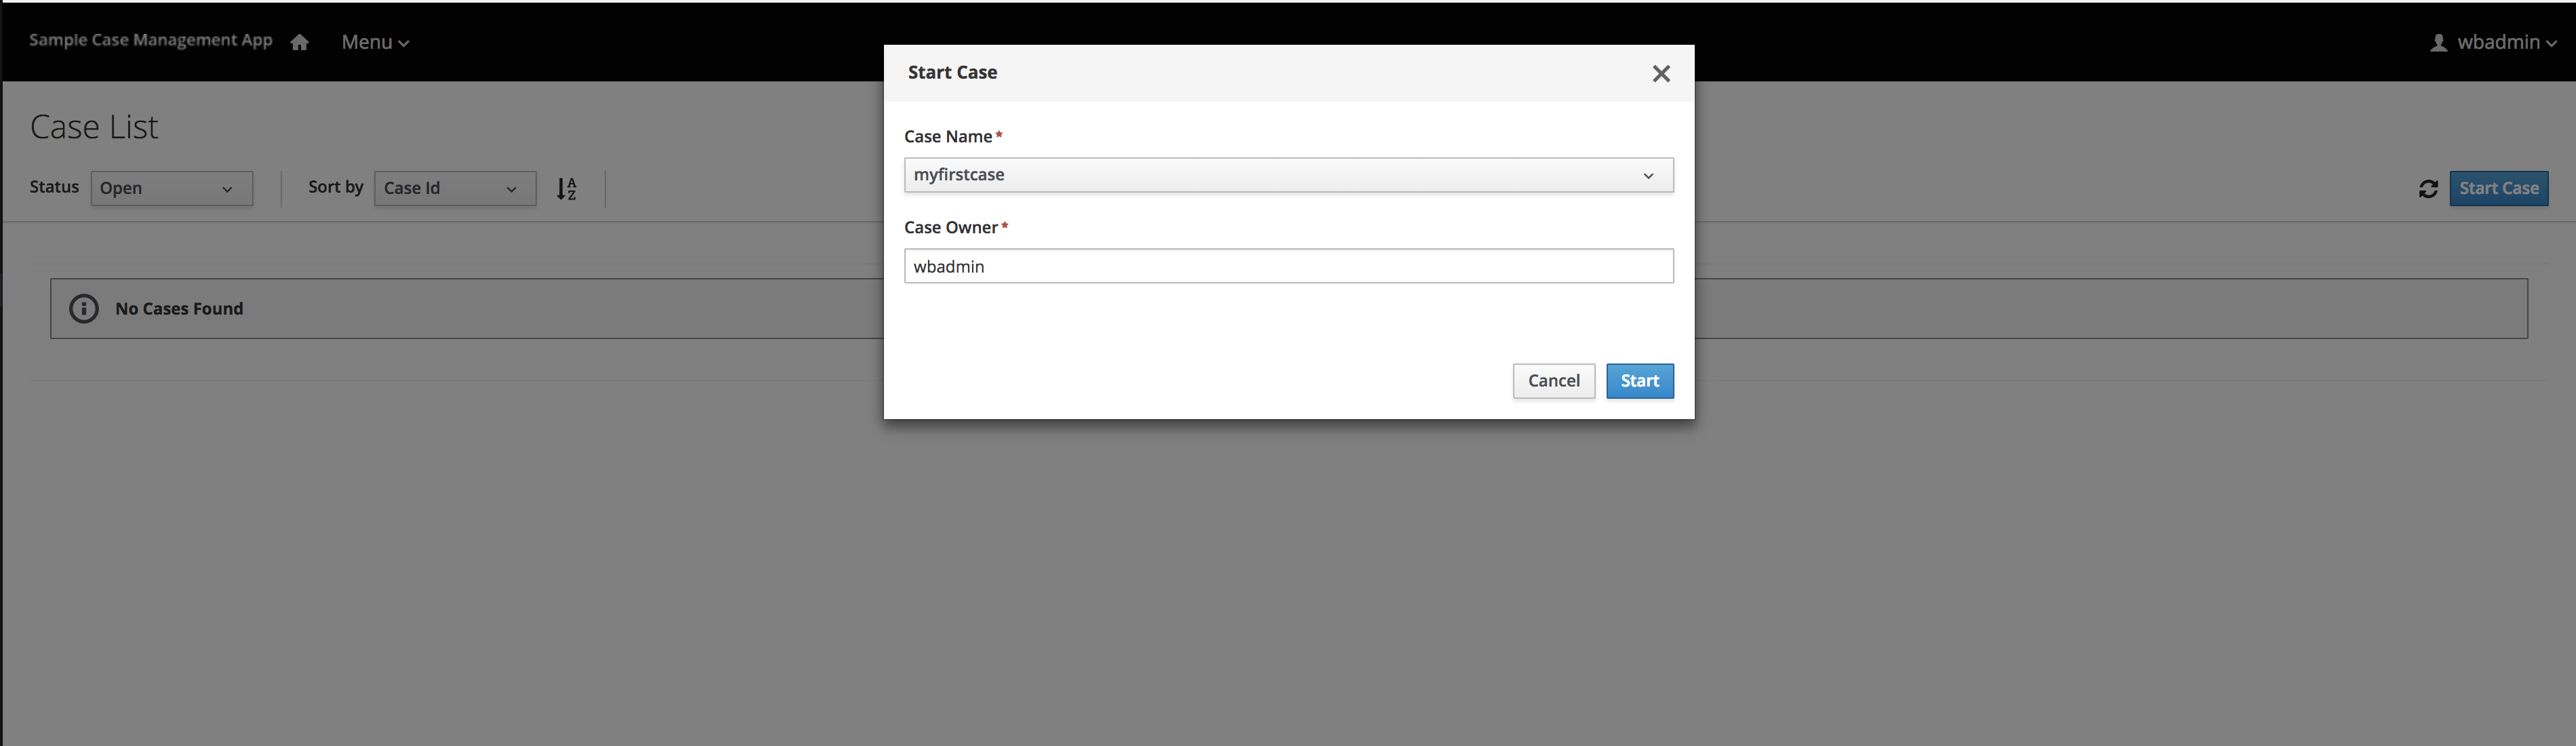 Sample Case Management App Menu wbadmin
Case List
Status Open Sort by Case Id A Z Start Case
No Cases Found
Start Case
Case Name*
myfirstcase
Case Owner*
wbadmin
Cancel Start